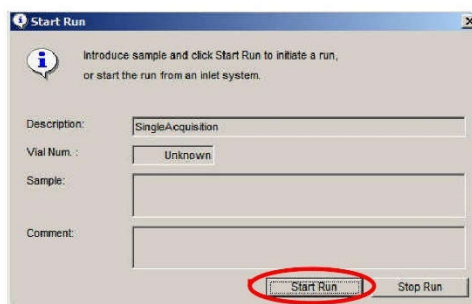 Start Run
Introduce sample and click Start Run to initiate a run,
or start the run from an inlet system.
Description: SingleAcquisition
Vial Num. : Unknown
Sample:
Comment:
Start Run Stop Run